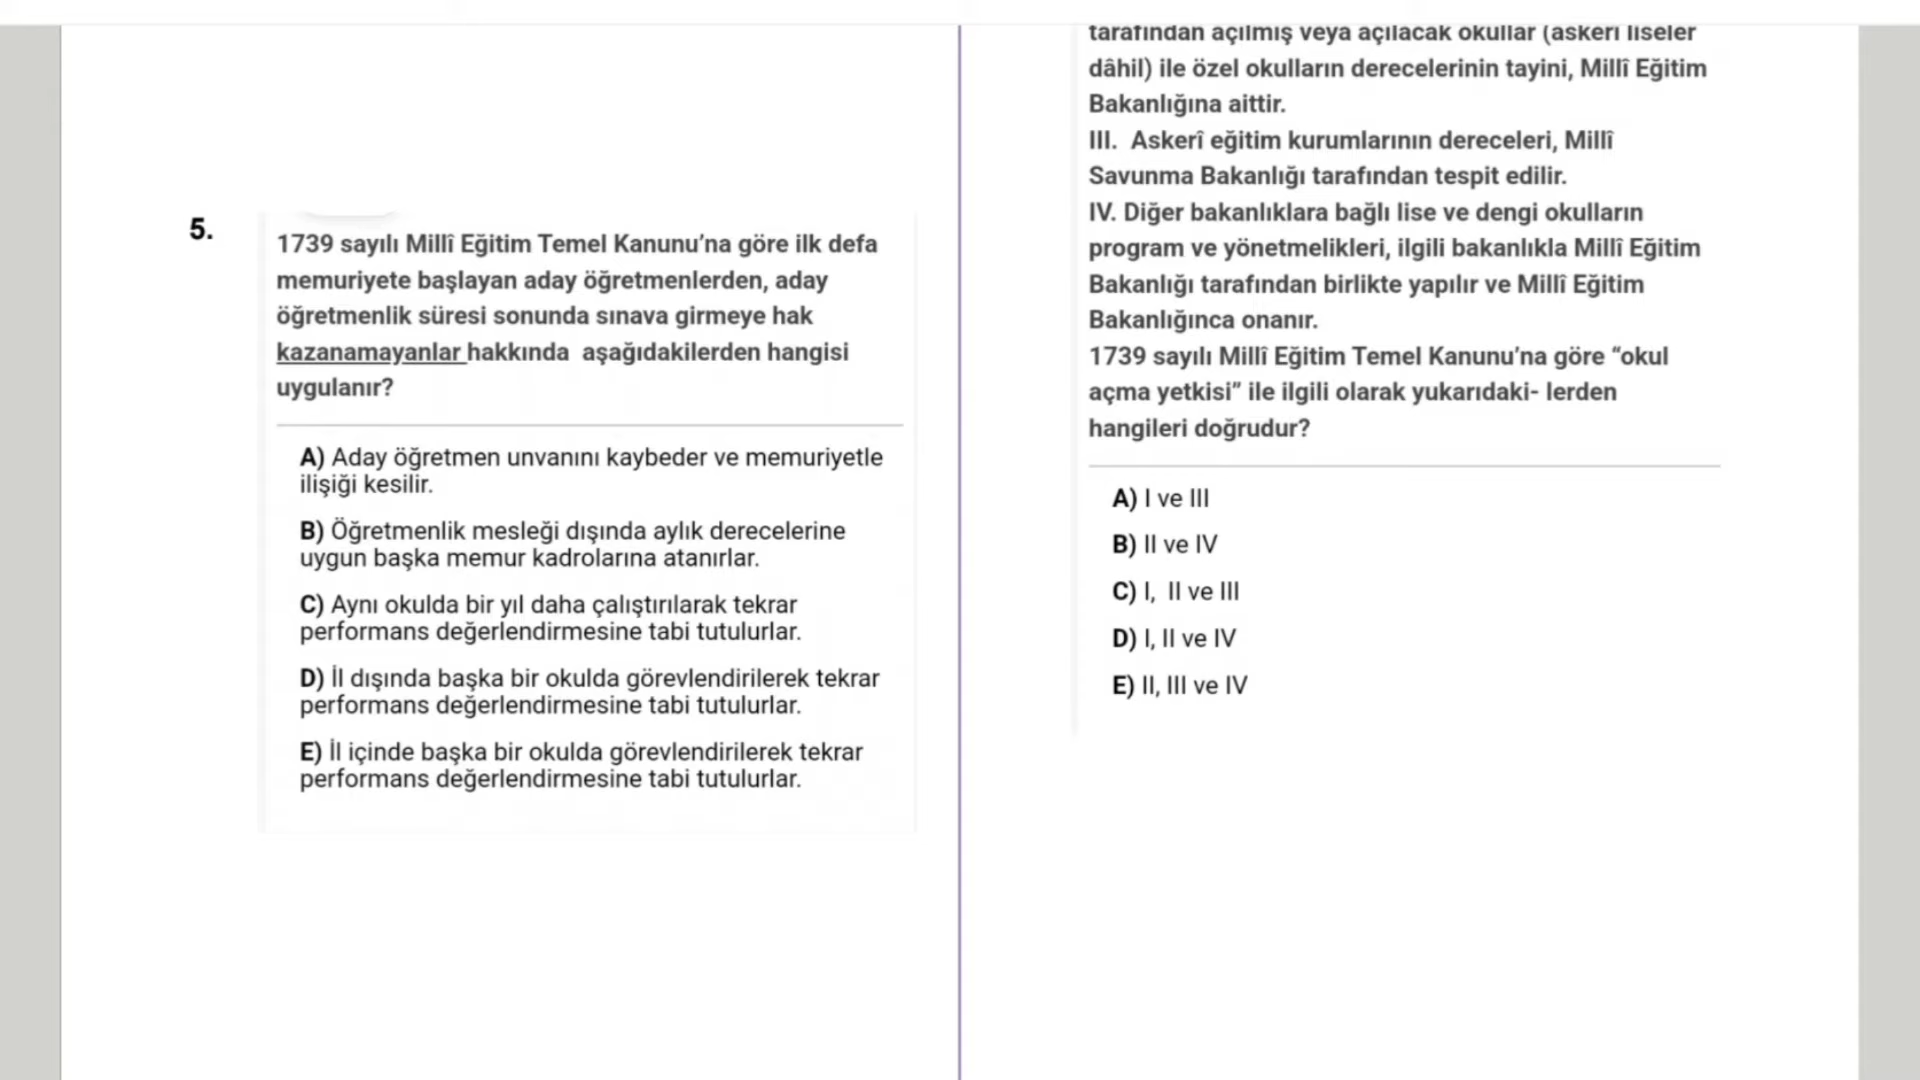 5.
1739 sayılı Millî Eğitim Temel Kanunu’na göre ilk defa
memuriyete başlayan aday öğretmenlerden, aday
öğretmenlik süresi sonunda sınava girmeye hak
kazanamayanlar hakkında aşağıdakilerden hangisi
uygulanır?
A) Aday öğretmen unvanını kaybeder ve memuriyetle
ilişiği kesilir.
B) Öğretmenlik mesleği dışında aylık derecelerine
uygun başka memur kadrolarına atanırlar.
C) Aynı okulda bir yıl daha çalıştırılarak tekrar
performans değerlendirmesine tabi tutulurlar.
D) İl dışında başka bir okulda görevlendirilerek tekrar
performans değerlendirmesine tabi tutulurlar.
E) İl içinde başka bir okulda görevlendirilerek tekrar
performans değerlendirmesine tabi tutulurlar.
tarafından açılmış veya açılacak okullar (askerî liseler
dâhil) ile özel okulların derecelerinin tayini, Millî Eğitim
Bakanlığına aittir.
III. Askerî eğitim kurumlarının dereceleri, Millî
Savunma Bakanlığı tarafından tespit edilir.
IV. Diğer bakanlıklara bağlı lise ve dengi okulların
program ve yönetmelikleri, ilgili bakanlıkla Millî Eğitim
Bakanlığı tarafından birlikte yapılır ve Millî Eğitim
Bakanlığınca onanır.
1739 sayılı Millî Eğitim Temel Kanunu’na göre “okul
açma yetkisi” ile ilgili olarak yukarıdaki- lerden
hangileri doğrudur?
A) I ve III
B) II ve IV
C) I, II ve III
D) I, II ve IV
E) II, III ve IV